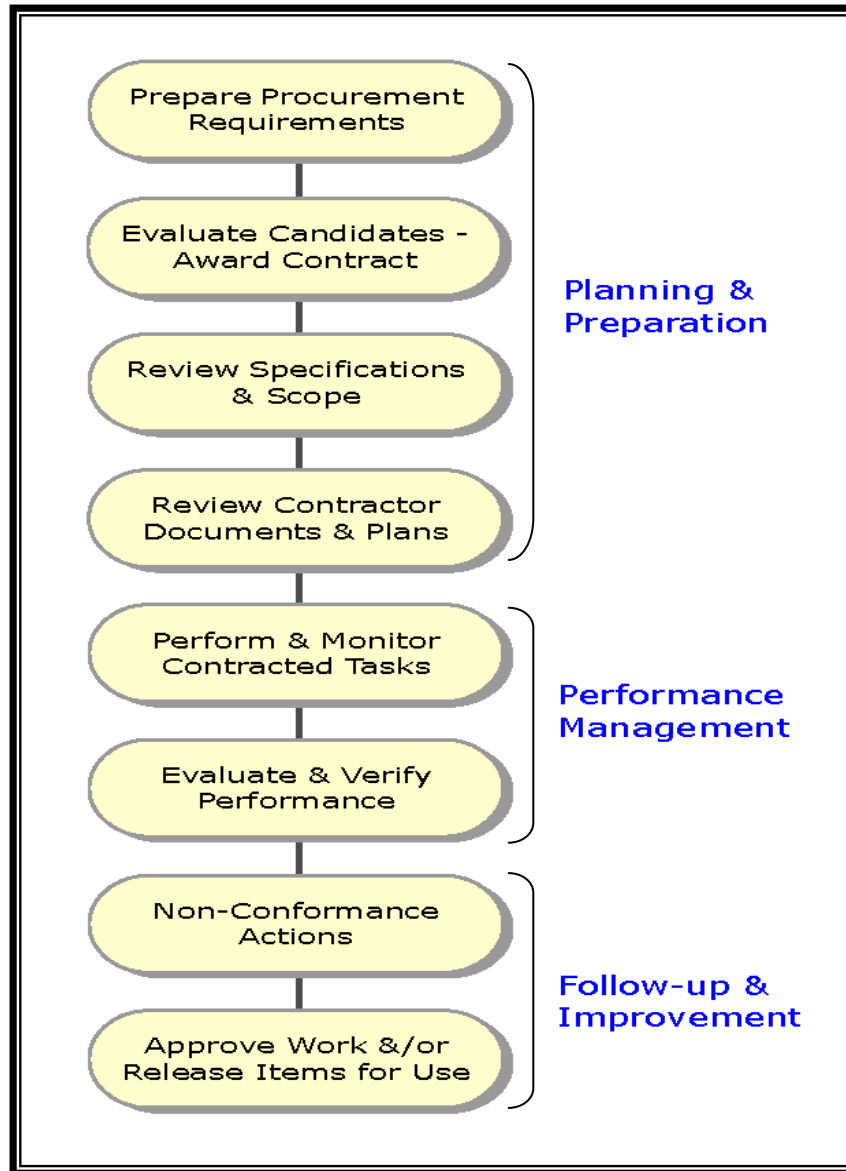 Prepare Procurement
Requirements
Evaluate Candidates -
Award Contract
Planning &
Preparation
Review Specifications
& Scope
Review Contractor
Documents & Plans
Perform & Monitor
Contracted Tasks
Performance
Management
Evaluate & Verify
Performance
Non-Conformance
Actions
Follow-up &
Improvement
Approve Work &/or
Release Items for Use